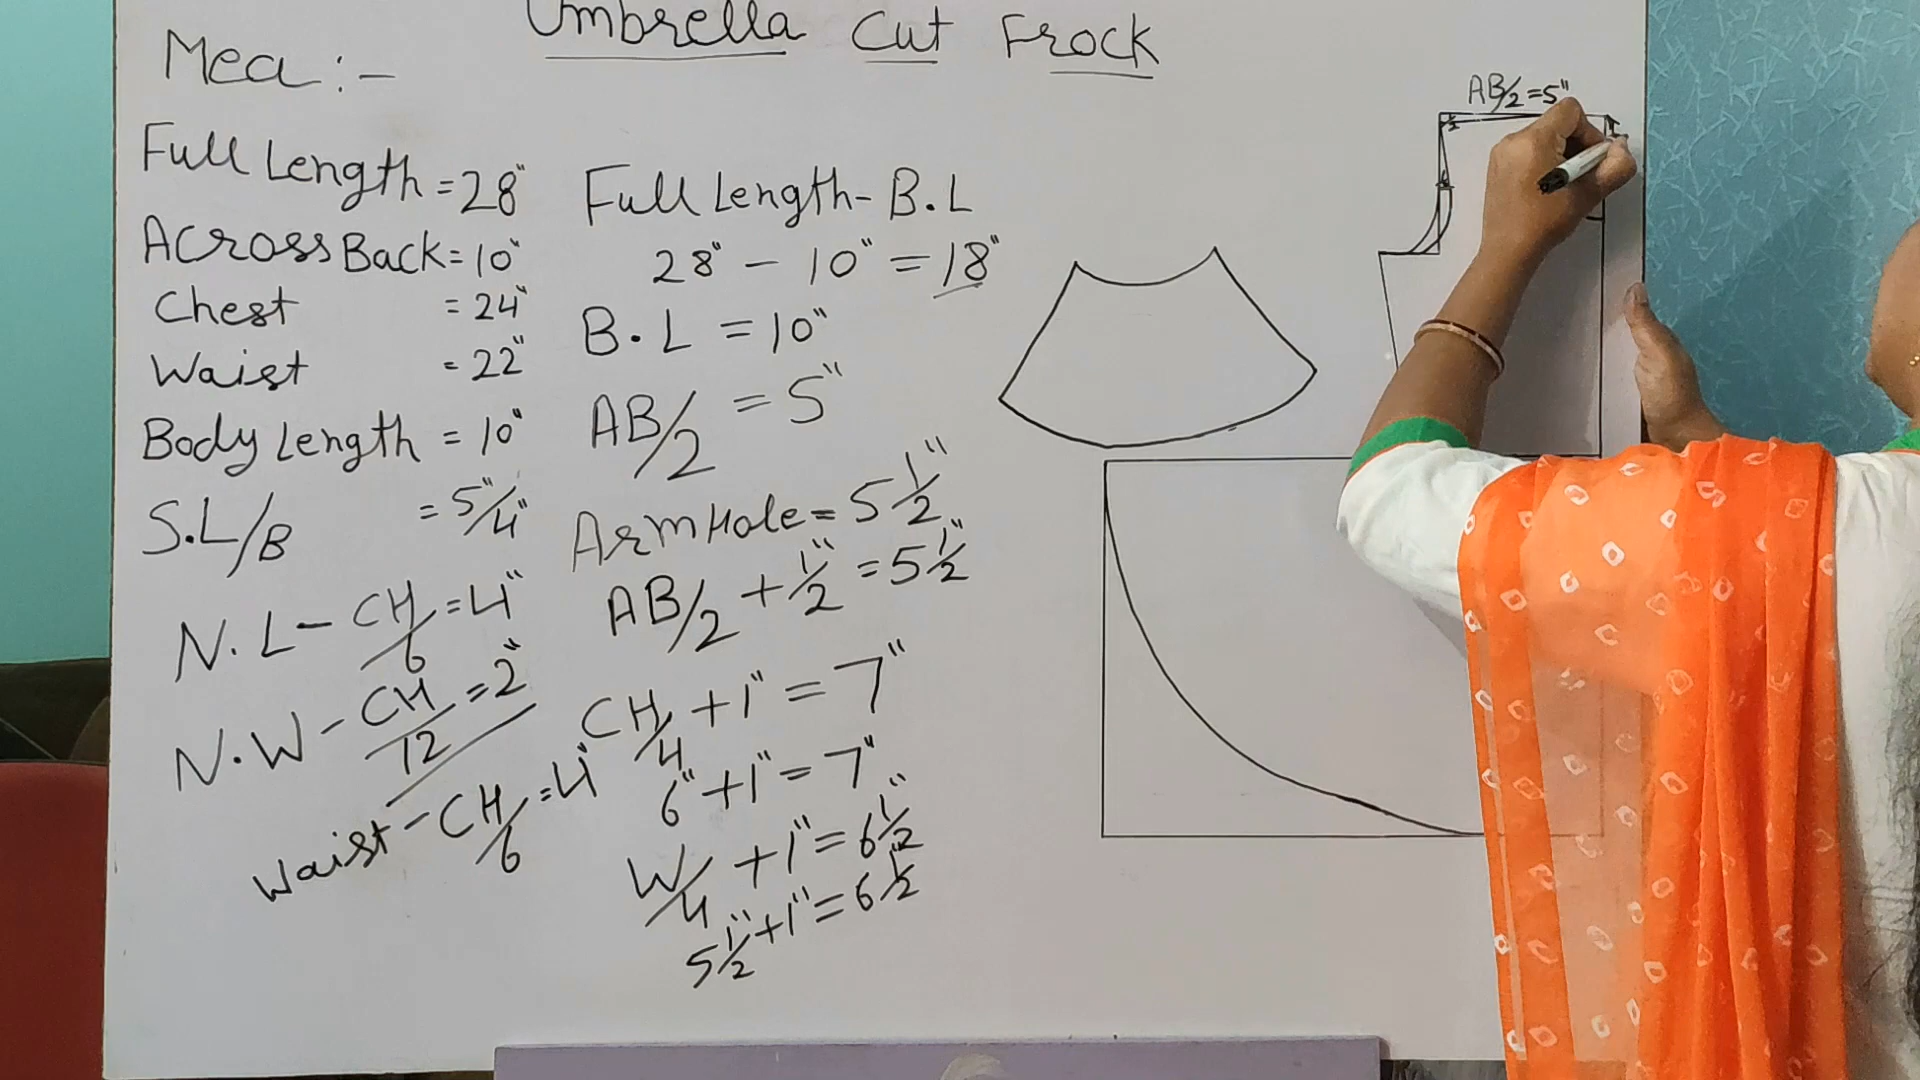 Umbrella Cut Frock
Mea:-
Full Length = 28"
Across Back = 10"
Chest = 24"
Waist = 22"
Body Length = 10"
S.L/B = 5"/4"
N.L - CH/6 = 4"
N.W - CH/12 = 2"
Waist - CH/6 = 4"
Full Length - B.L
28" - 10" = 18"
B.L = 10"
AB/2 = 5"
ArmHole = 5 1/2"
AB/2 + 1/2" = 5 1/2"
CH/4 + 1" = 7"
6" + 1" = 7"
W/4 + 1" = 6 1/2"
5 1/2" + 1" = 6 1/2"
AB/2 = 5"